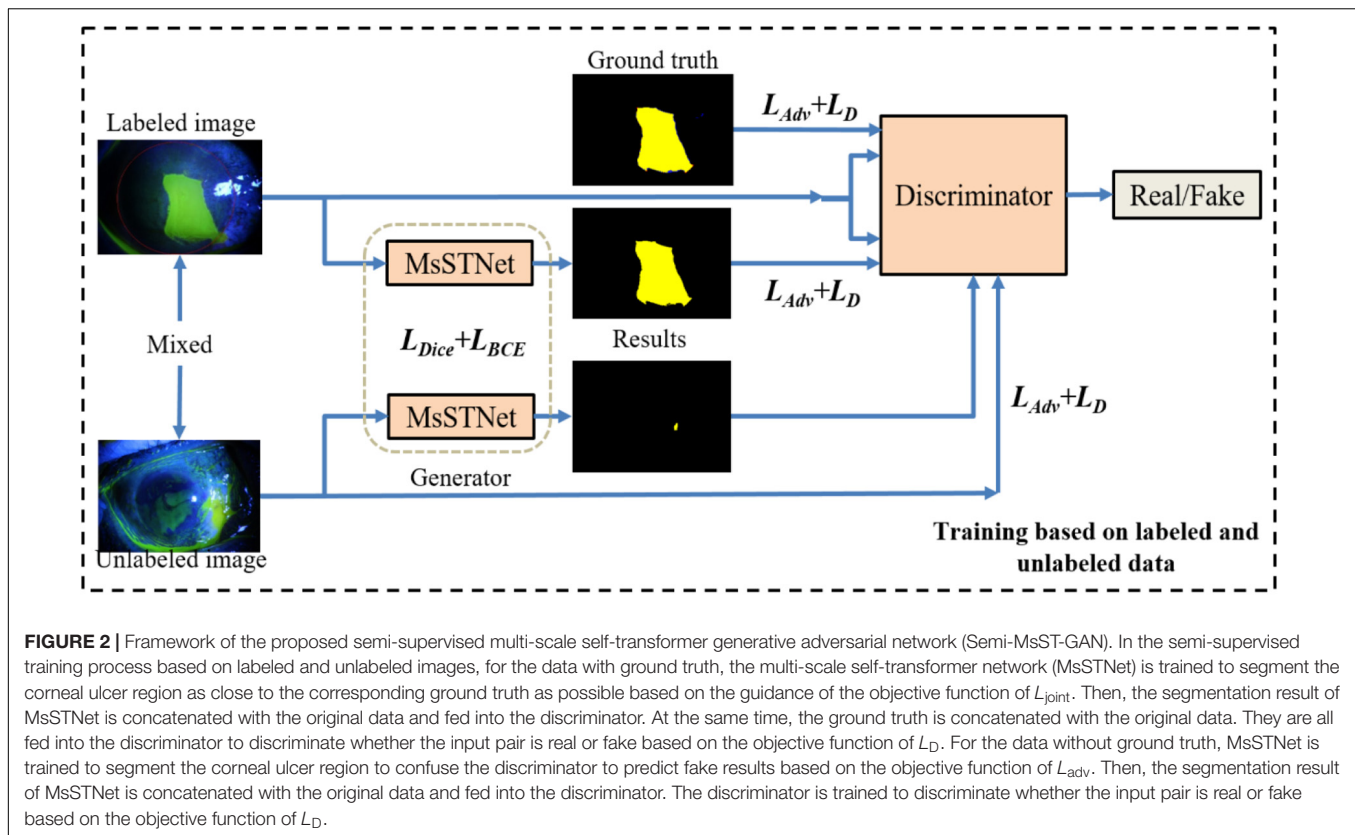 Ground truth
Labeled image
L_Adv+L_D
Discriminator
Real/Fake
MsSTNet
L_Adv+L_D
Mixed
L_Dice+L_BCE
Results
MsSTNet
L_Adv+L_D
Generator
Unlabeled image
Training based on labeled and
unlabeled data
FIGURE 2 | Framework of the proposed semi-supervised multi-scale self-transformer generative adversarial network (Semi-MsST-GAN). In the semi-supervised
training process based on labeled and unlabeled images, for the data with ground truth, the multi-scale self-transformer network (MsSTNet) is trained to segment the
corneal ulcer region as close to the corresponding ground truth as possible based on the guidance of the objective function of L_joint. Then, the segmentation result of
MsSTNet is concatenated with the original data and fed into the discriminator. At the same time, the ground truth is concatenated with the original data. They are all
fed into the discriminator to discriminate whether the input pair is real or fake based on the objective function of L_D. For the data without ground truth, MsSTNet is
trained to segment the corneal ulcer region to confuse the discriminator to predict fake results based on the objective function of L_adv. Then, the segmentation result
of MsSTNet is concatenated with the original data and fed into the discriminator. The discriminator is trained to discriminate whether the input pair is real or fake
based on the objective function of L_D.